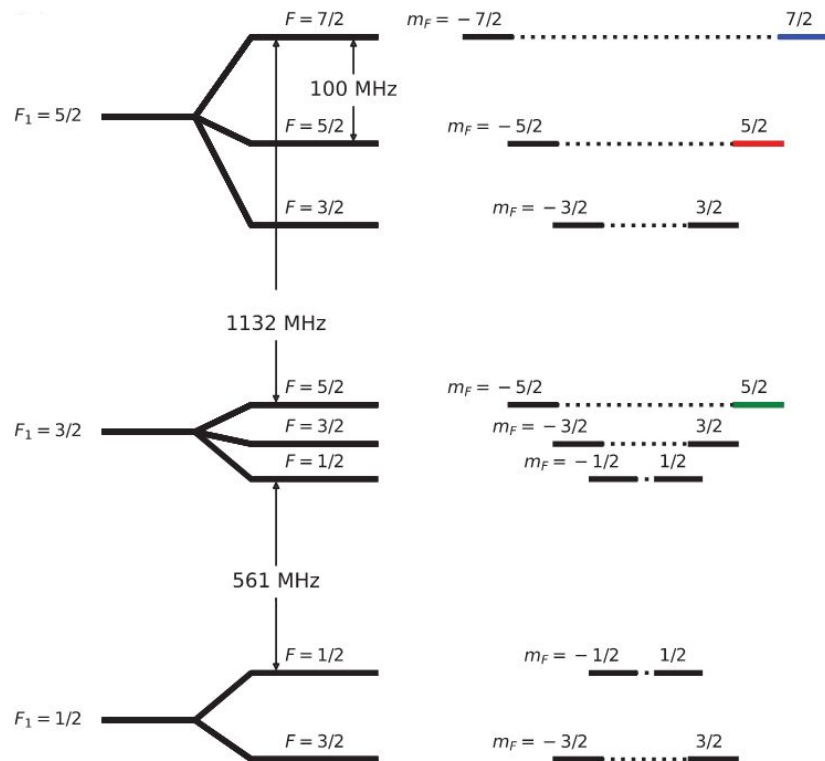 F = 7/2
m_F = − 7/2
7/2
100 MHz
F_1 = 5/2
F = 5/2
m_F = − 5/2
5/2
F = 3/2
m_F = − 3/2
3/2
1132 MHz
F = 5/2
m_F = − 5/2
5/2
F_1 = 3/2
F = 3/2
m_F = − 3/2
3/2
F = 1/2
m_F = − 1/2
1/2
561 MHz
F = 1/2
m_F = − 1/2
1/2
F_1 = 1/2
F = 3/2
m_F = − 3/2
3/2